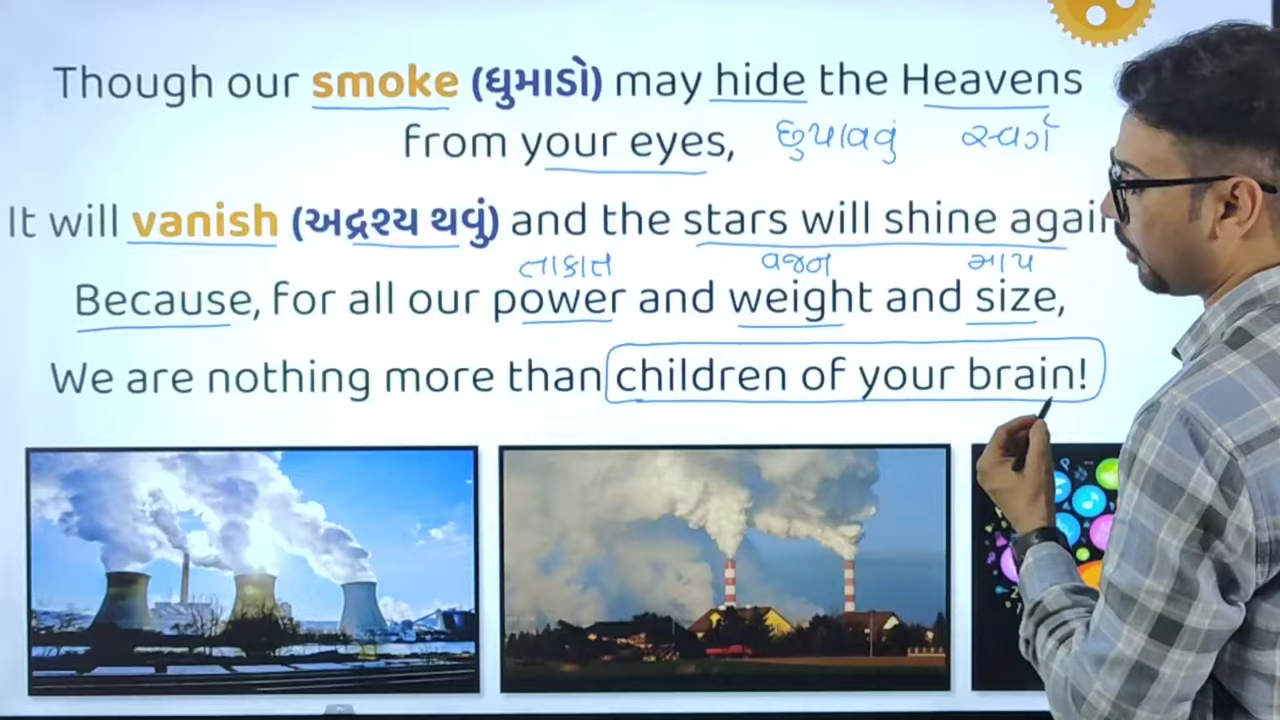 Though our smoke (ધુમાડો) may hide the Heavens
from your eyes, છુપાવવું સ્વર્ગ
It will vanish (અદ્રશ્ય થવું) and the stars will shine again
તાકાત વજન માપ
Because, for all our power and weight and size,
We are nothing more than children of your brain!